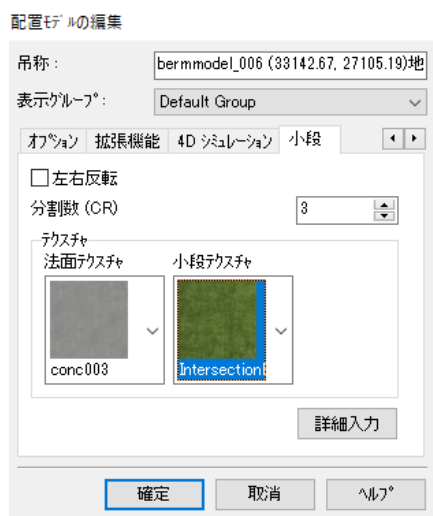 配置ﾓﾃﾞﾙの編集
名称：
bermmodel_006 (33142.67, 27105.19)地
表示ｸﾞﾙｰﾌﾟ：
Default Group
ｵﾌﾟｼｮﾝ 拡張機能 4D ｼﾐｭﾚｰｼｮﾝ 小段
左右反転
分割数 (CR)
3
ﾃｸｽﾁｬ
法面ﾃｸｽﾁｬ 小段ﾃｸｽﾁｬ
conc003 Intersection
詳細入力
確定 取消 ﾍﾙﾌﾟ